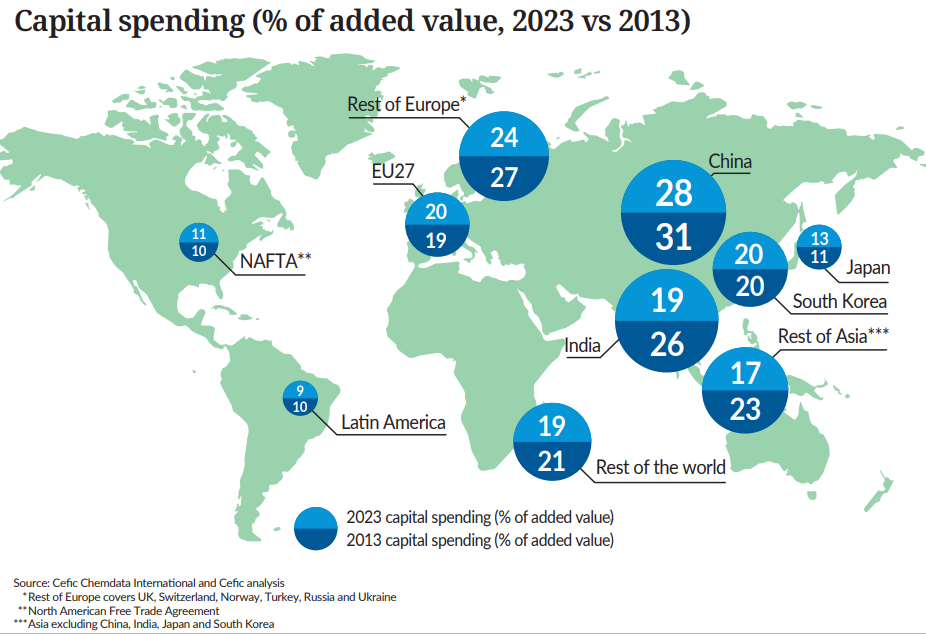 Capital spending (% of added value, 2023 vs 2013)
Rest of Europe*
24
27
EU27
20
19
China
28
31
11
10
NAFTA**
20
20
South Korea
13
11
Japan
19
26
India
Rest of Asia***
17
23
9
10
Latin America
19
21
Rest of the world
2023 capital spending (% of added value)
2013 capital spending (% of added value)
Source: Cefic Chemdata International and Cefic analysis
*Rest of Europe covers UK, Switzerland, Norway, Turkey, Russia and Ukraine
**North American Free Trade Agreement
***Asia excluding China, India, Japan and South Korea